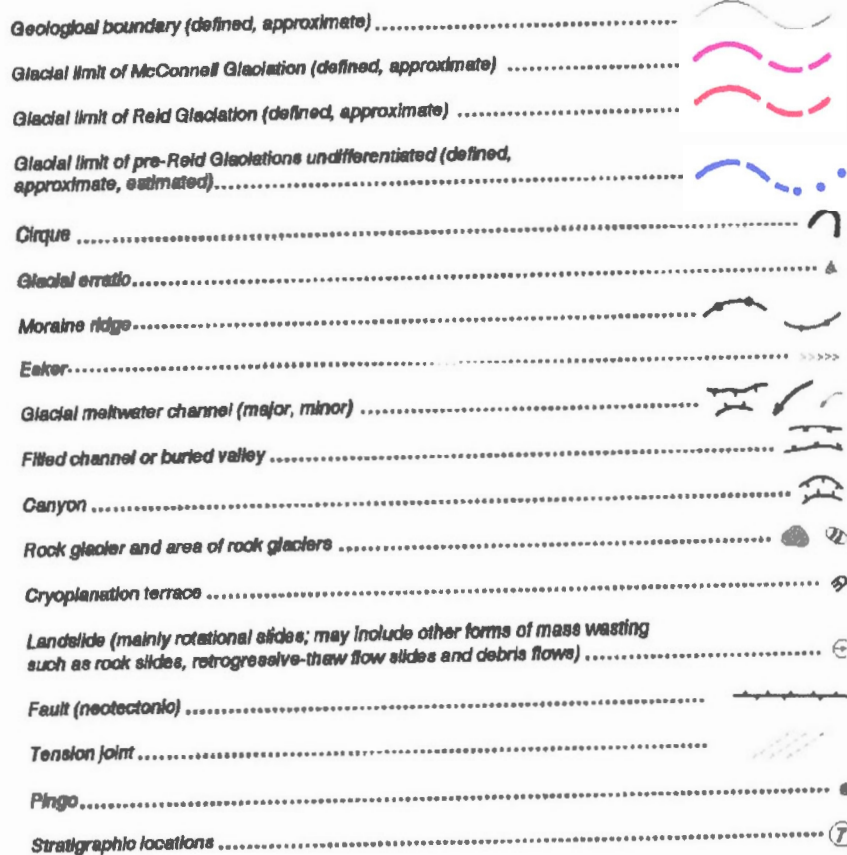 Geological boundary (defined, approximate)
Glacial limit of McConnell Glaciation (defined, approximate)
Glacial limit of Reid Glaciation (defined, approximate)
Glacial limit of pre-Reid Glaciations undifferentiated (defined,
approximate, estimated)
Cirque
Glacial erratic
Moraine ridge
Esker
Glacial meltwater channel (major, minor)
Filled channel or buried valley
Canyon
Rock glacier and area of rock glaciers
Cryoplanation terrace
Landslide (mainly rotational slides; may include other forms of mass wasting
such as rock slides, retrogressive-thaw flow slides and debris flows)
Fault (neotectonic)
Tension joint
Pingo
Stratigraphic locations